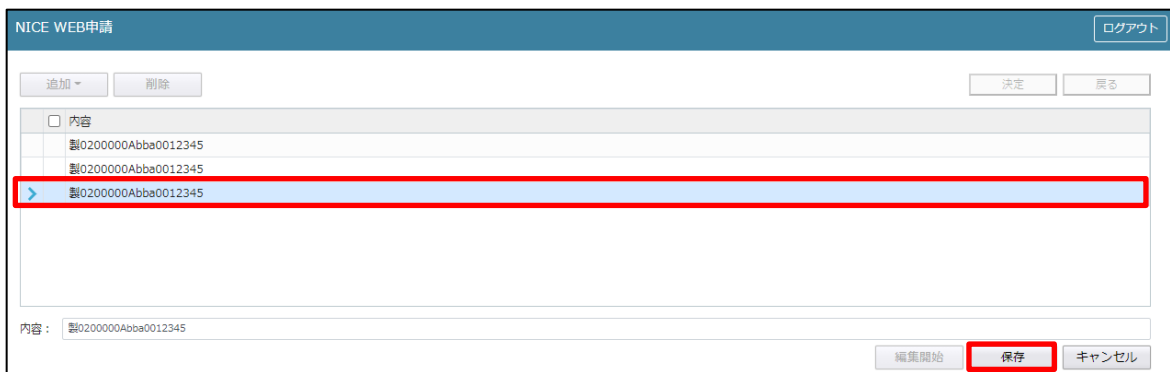 NICE WEB申請 ログアウト
追加 削除 決定 戻る
内容
製0200000Abba0012345
製0200000Abba0012345
製0200000Abba0012345
内容： 製0200000Abba0012345
編集開始 保存 キャンセル